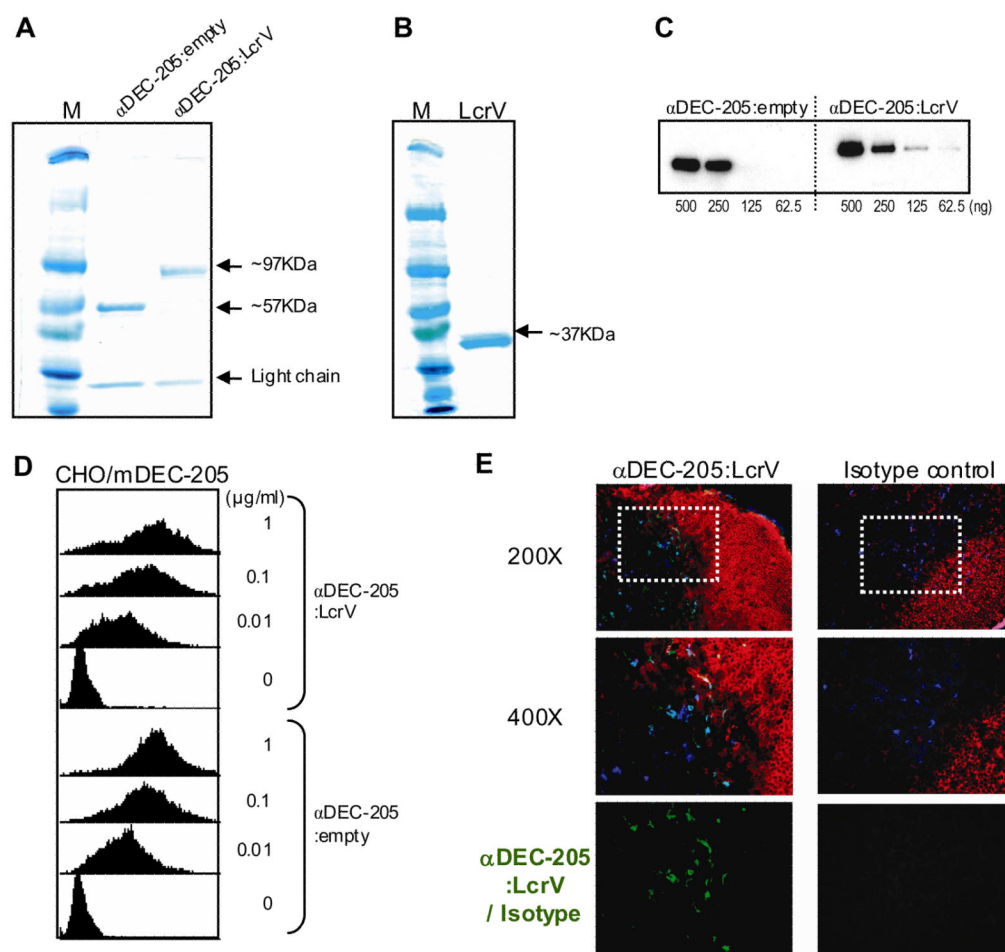 A
M
αDEC-205:empty
αDEC-205:LcrV
~97KDa
~57KDa
Light chain
B
M LcrV
~37KDa
C
αDEC-205:empty αDEC-205:LcrV
500 250 125 62.5 500 250 125 62.5 (ng)
D
CHO/mDEC-205
(μg/ml)
1
0.1
0.01
0
αDEC-205
:LcrV
1
0.1
0.01
0
αDEC-205
:empty
E
αDEC-205:LcrV Isotype control
200X
400X
αDEC-205
:LcrV
/ Isotype